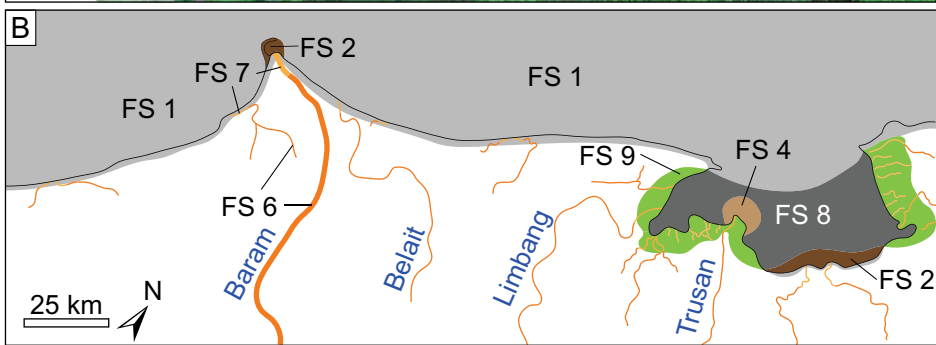 B
FS 2
FS 7
FS 1
FS 1
FS 9
FS 4
FS 8
FS 6
FS 2
Baram
Belait
Limbang
Trusan
25 km
N